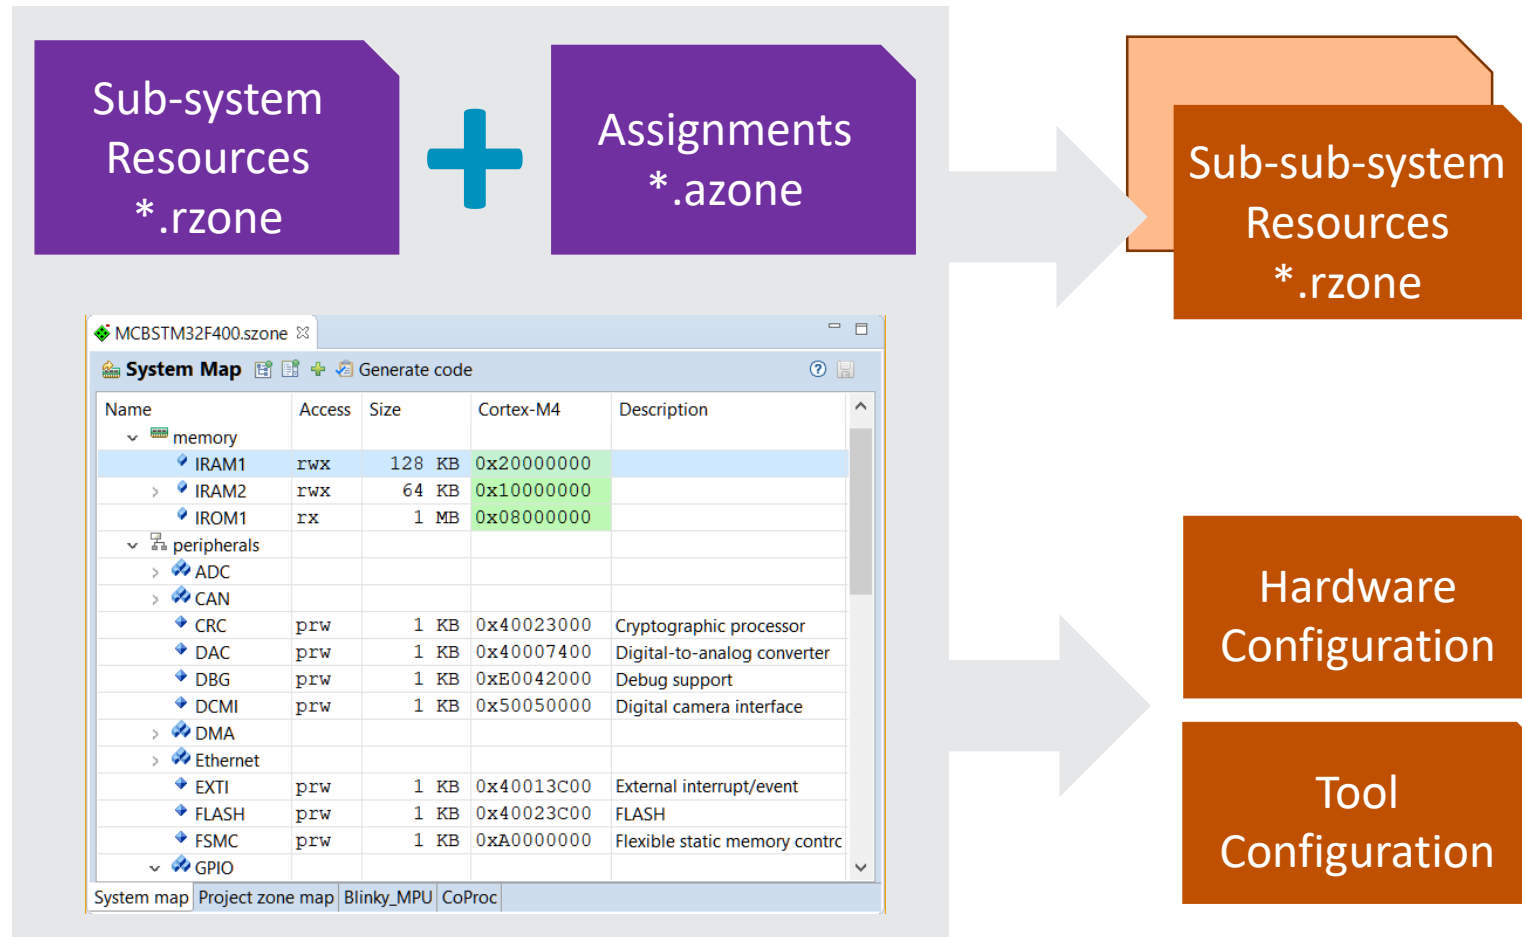 Sub-system
Resources
*.rzone
Assignments
*.azone
Sub-sub-system
Resources
*.rzone
MCBSTM32F400.szone
System Map Generate code
Name Access Size Cortex-M4 Description
memory
IRAM1 rwx 128 KB 0x20000000
IRAM2 rwx 64 KB 0x10000000
IROM1 rx 1 MB 0x08000000
peripherals
ADC
CAN
CRC prw 1 KB 0x40023000 Cryptographic processor
DAC prw 1 KB 0x40007400 Digital-to-analog converter
DBG prw 1 KB 0xE0042000 Debug support
DCMI prw 1 KB 0x50050000 Digital camera interface
DMA
Ethernet
EXTI prw 1 KB 0x40013C00 External interrupt/event
FLASH prw 1 KB 0x40023C00 FLASH
FSMC prw 1 KB 0xA0000000 Flexible static memory contrc
GPIO
System map Project zone map Blinky_MPU CoProc
Hardware
Configuration
Tool
Configuration